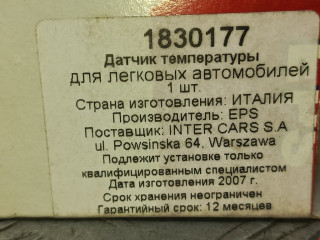 1830177
Датчик температуры
для легковых автомобилей
1 шт.
Страна изготовления: ИТАЛИЯ
Производитель: EPS
Поставщик: INTER CARS S.A
ul. Powsinska 64, Warszawa
Подлежит установке только
квалифицированным специалистом
Дата изготовления 2007 г.
Срок хранения неограничен
Гарантийный срок: 12 месяцев